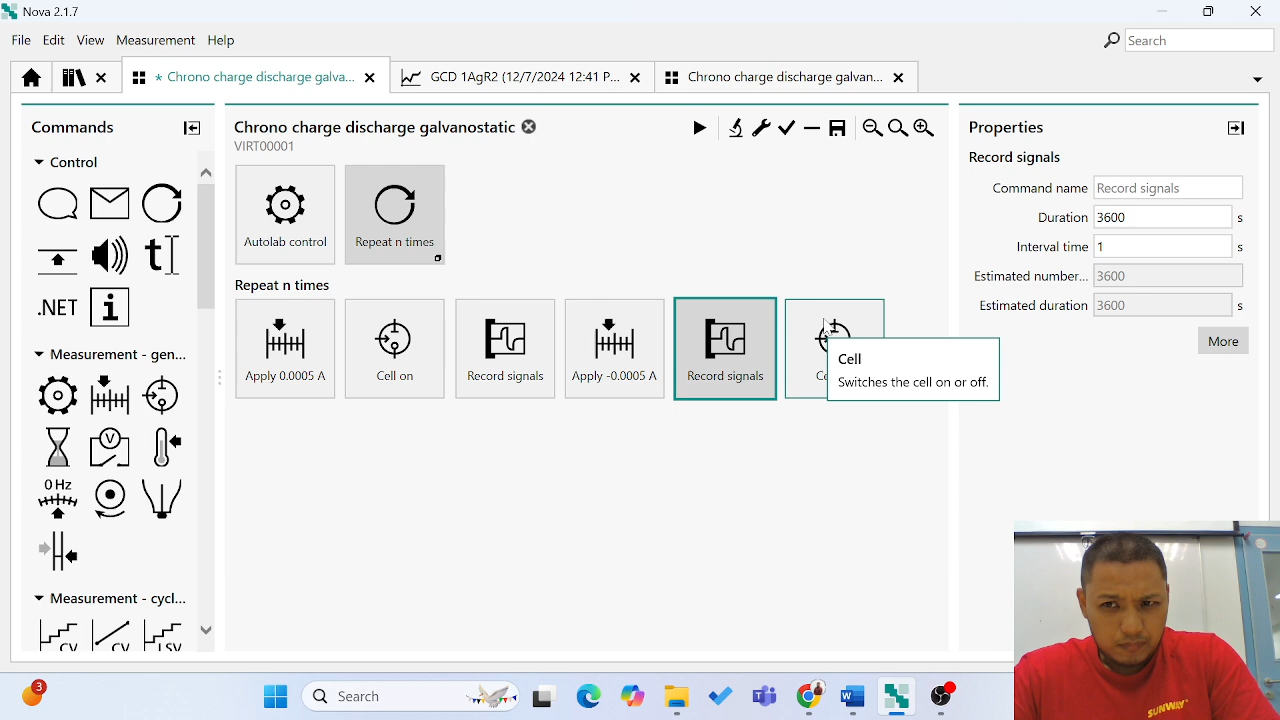 Nova 2.1.7
File Edit View Measurement Help
Search
* Chrono charge discharge galva...
GCD 1AgR2 (12/7/2024 12:41 P...
Chrono charge discharge galvan...
Commands
Control
.NET
Measurement - gen...
0 Hz
Measurement - cycl...
CV
CV
LSV
Chrono charge discharge galvanostatic
VIRT00001
Autolab control
Repeat n times
Repeat n times
Apply 0.0005 A
Cell on
Record signals
Apply -0.0005 A
Record signals
Cell
Switches the cell on or off.
Properties
Record signals
Command name Record signals
Duration 3600 s
Interval time 1 s
Estimated number... 3600
Estimated duration 3600 s
More
SUNWAY
3
Search